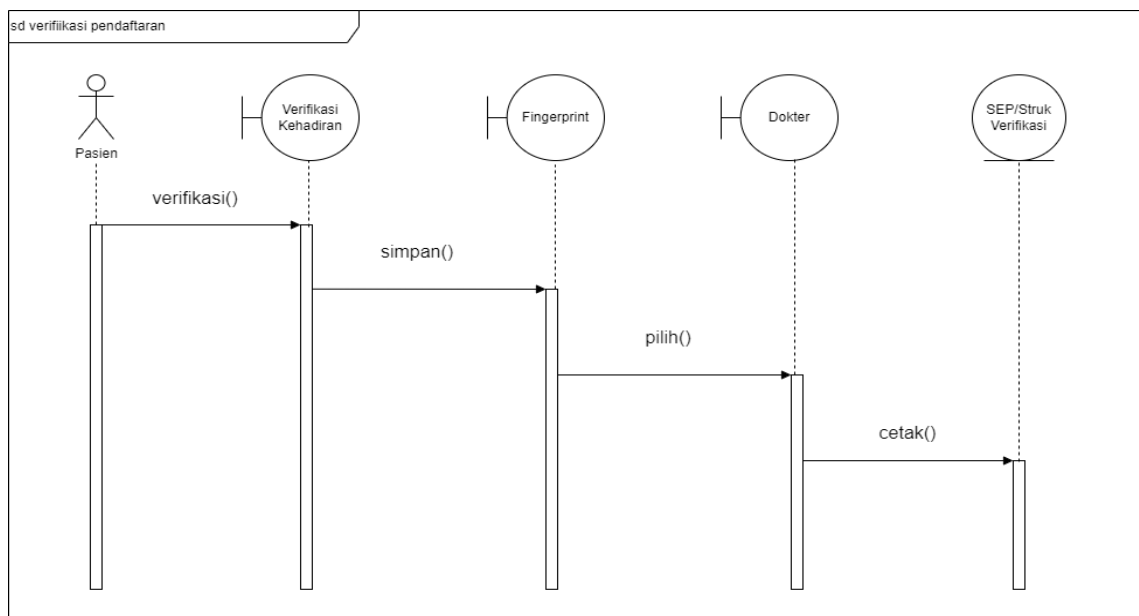 sd verifiikasi pendaftaran
Pasien
Verifikasi
Kehadiran
Fingerprint
Dokter
SEP/Struk
Verifikasi
verifikasi()
simpan()
pilih()
cetak()